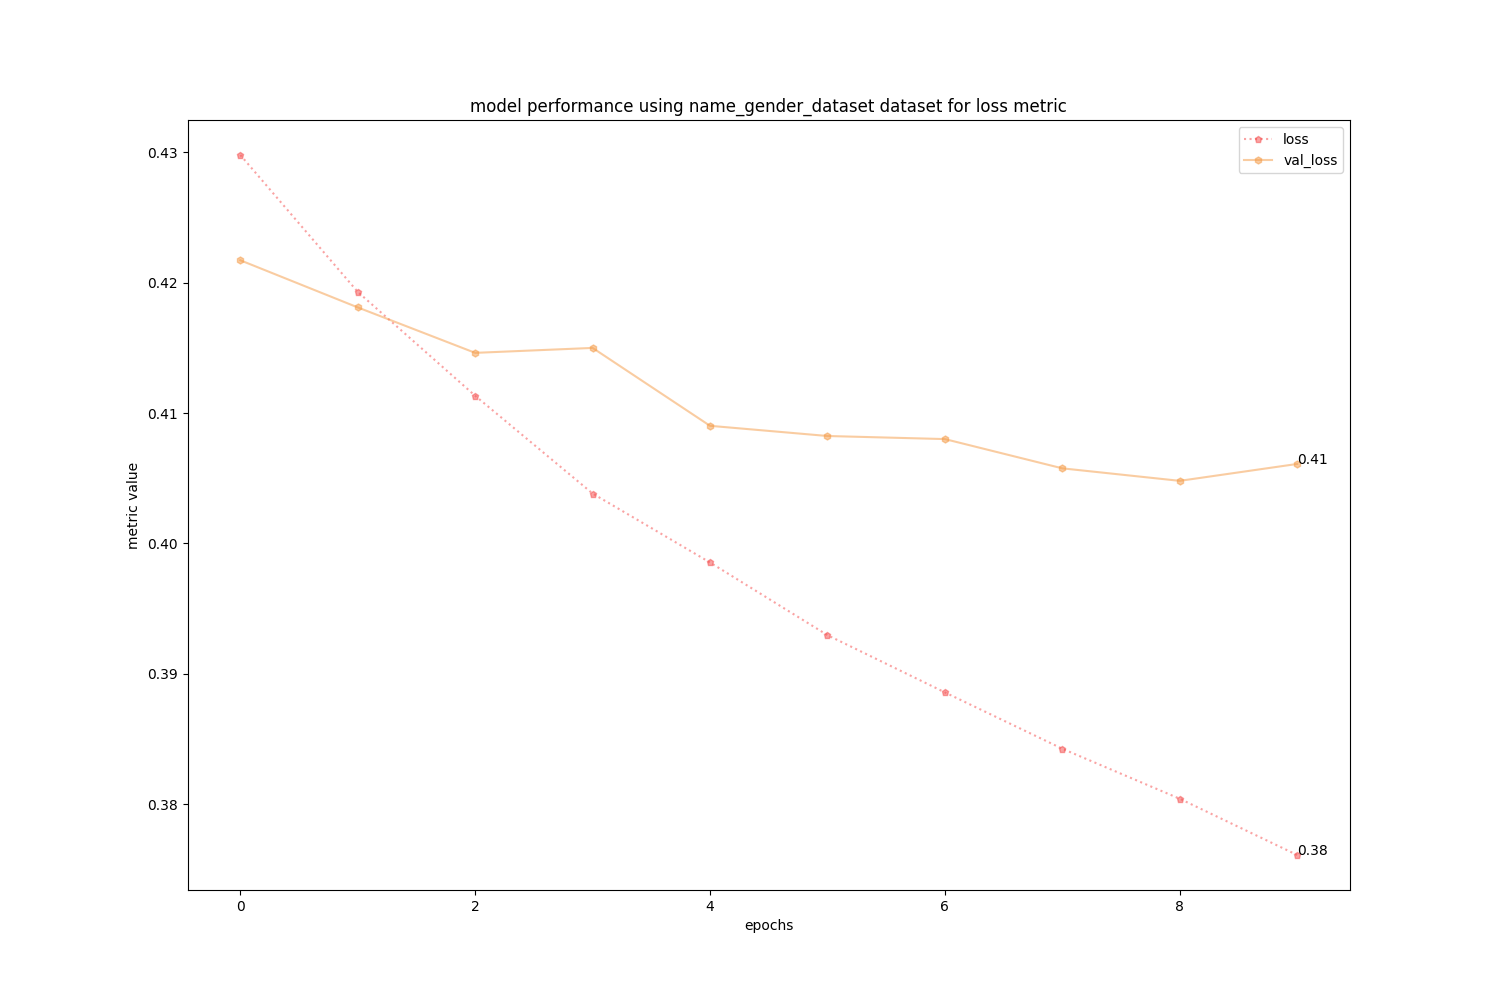 model performance using name_gender_dataset dataset for loss metric
loss
val_loss
0.43
0.42
0.41
0.40
0.39
0.38
metric value
0.41
0.38
0 2 4 6 8
epochs